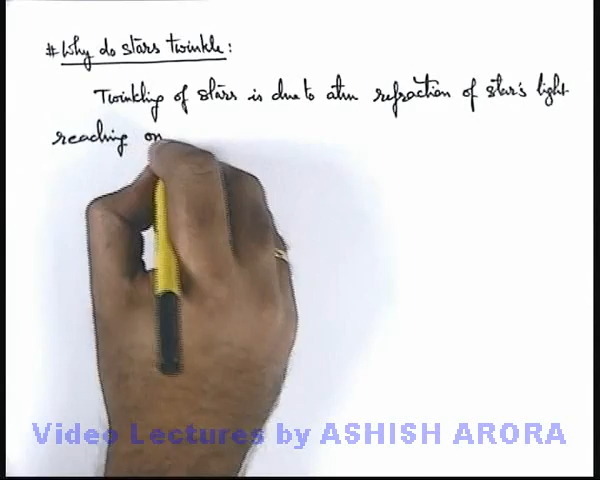 # Why do stars twinkle :
Twinkling of stars is due to atm refraction of star's light
reaching on
Video Lectures by ASHISH ARORA